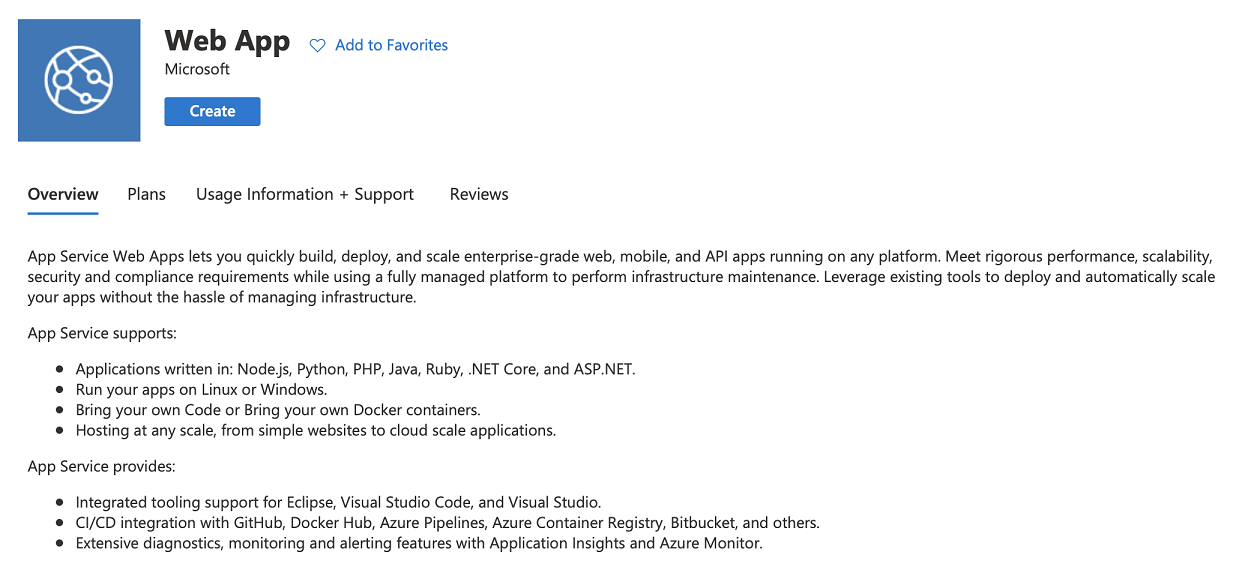 Web App
Add to Favorites
Microsoft
Create
Overview Plans Usage Information + Support Reviews
App Service Web Apps lets you quickly build, deploy, and scale enterprise-grade web, mobile, and API apps running on any platform. Meet rigorous performance, scalability,
security and compliance requirements while using a fully managed platform to perform infrastructure maintenance. Leverage existing tools to deploy and automatically scale
your apps without the hassle of managing infrastructure.
App Service supports:
• Applications written in: Node.js, Python, PHP, Java, Ruby, .NET Core, and ASP.NET.
• Run your apps on Linux or Windows.
• Bring your own Code or Bring your own Docker containers.
• Hosting at any scale, from simple websites to cloud scale applications.
App Service provides:
• Integrated tooling support for Eclipse, Visual Studio Code, and Visual Studio.
• CI/CD integration with GitHub, Docker Hub, Azure Pipelines, Azure Container Registry, Bitbucket, and others.
• Extensive diagnostics, monitoring and alerting features with Application Insights and Azure Monitor.